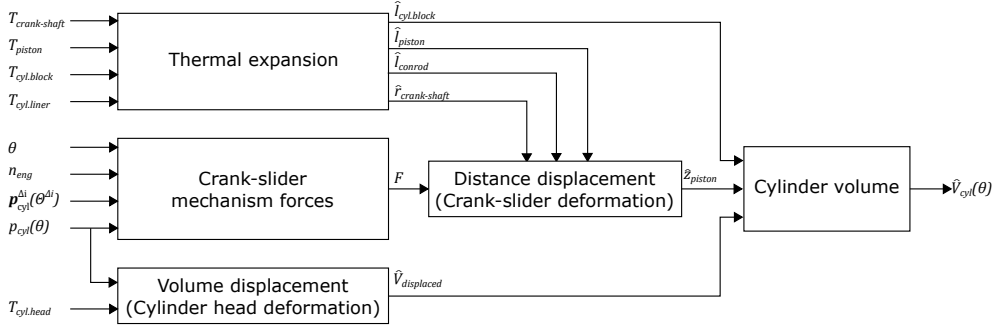 T_crank-shaft
T_piston
T_cyl.block
T_cyl.liner
Thermal expansion
l̂_cyl.block
l̂_piston
l̂_conrod
r̂_crank-shaft
θ
n_eng
p_cyl^Δi(Θ^Δi)
p_cyl(θ)
Crank-slider
mechanism forces
F
Distance displacement
(Crank-slider deformation)
ẑ_piston
Cylinder volume
V̂_cyl(θ)
T_cyl.head
Volume displacement
(Cylinder head deformation)
V̂_displaced